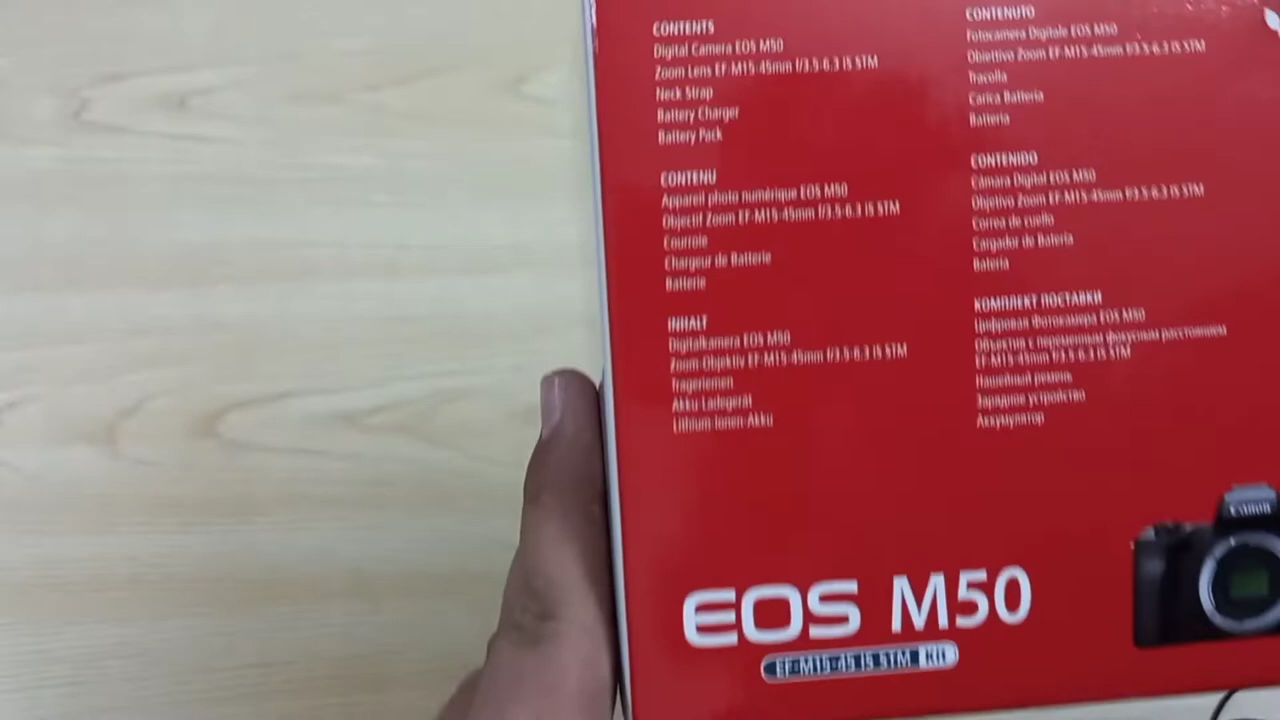 CONTENTS
Digital Camera EOS M50
Zoom Lens EF-M15-45mm f/3.5-6.3 IS STM
Neck Strap
Battery Charger
Battery Pack
CONTENU
Appareil photo numérique EOS M50
Objectif Zoom EF-M15-45mm f/3.5-6.3 IS STM
Courroie
Chargeur de Batterie
Batterie
INHALT
Digitalkamera EOS M50
Zoom-Objektiv EF-M15-45mm f/3.5-6.3 IS STM
Trageriemen
Akku-Ladegerät
Lithium-Ionen-Akku
CONTENUTO
Fotocamera Digitale EOS M50
Obiettivo Zoom EF-M15-45mm f/3.5-6.3 IS STM
Tracolla
Carica Batteria
Batteria
CONTENIDO
Cámara Digital EOS M50
Objetivo Zoom EF-M15-45mm f/3.5-6.3 IS STM
Correa de cuello
Cargador de Batería
Batería
КОМПЛЕКТ ПОСТАВКИ
Цифровая Фотокамера EOS M50
Объектив с переменным фокусным расстоянием
EF-M15-45mm f/3.5-6.3 IS STM
Нашейный ремень
Зарядное устройство
Аккумулятор
Canon
EOS M50
EF-M15-45 IS STM Kit